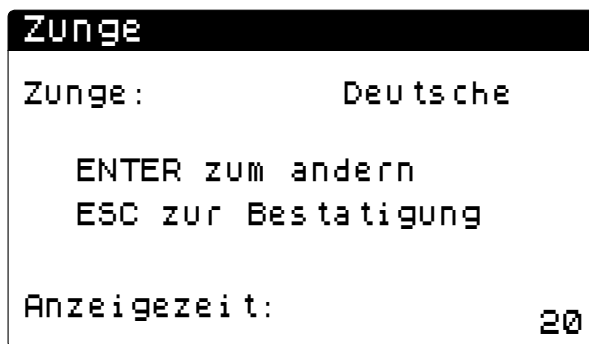 Zunge
Zunge: Deutsche
ENTER zum andern
ESC zur Bestatigung
Anzeigezeit: 20